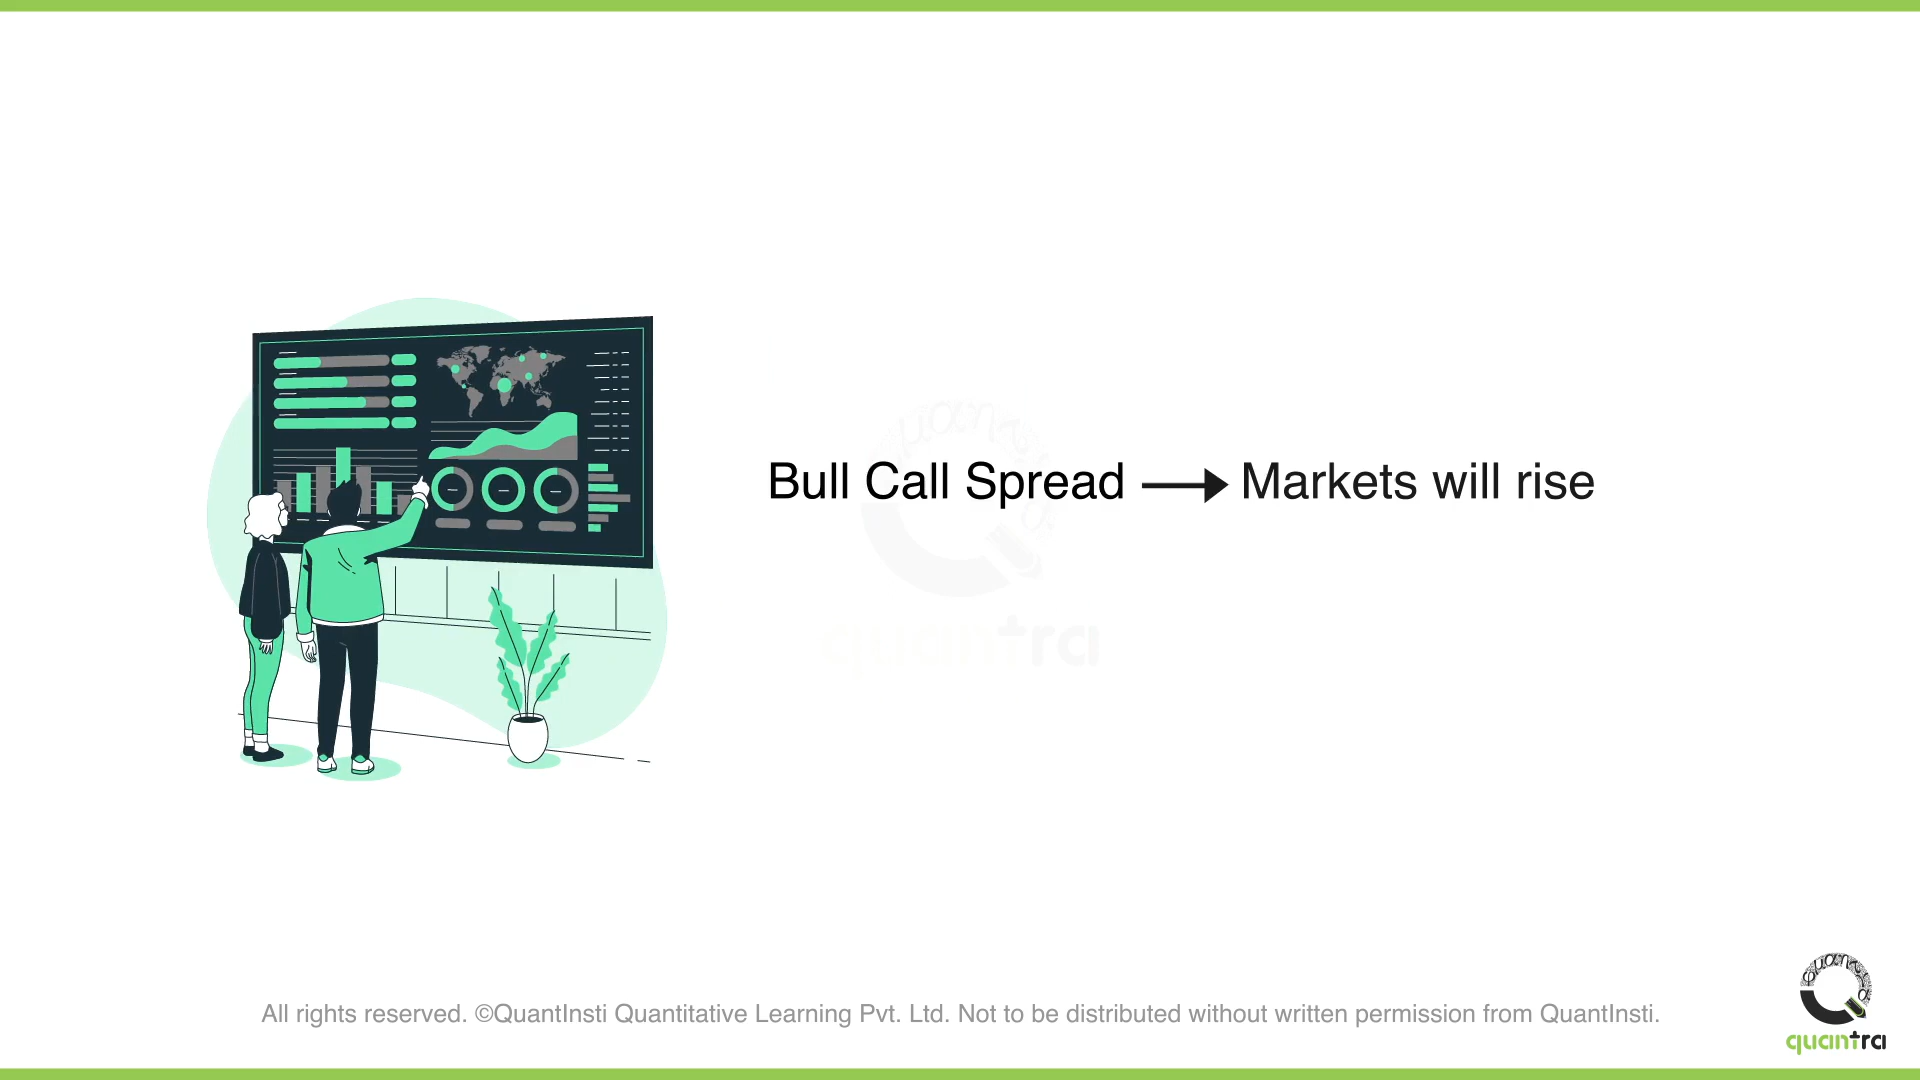 Bull Call Spread → Markets will rise
All rights reserved. ©QuantInsti Quantitative Learning Pvt. Ltd. Not to be distributed without written permission from QuantInsti.
quantra